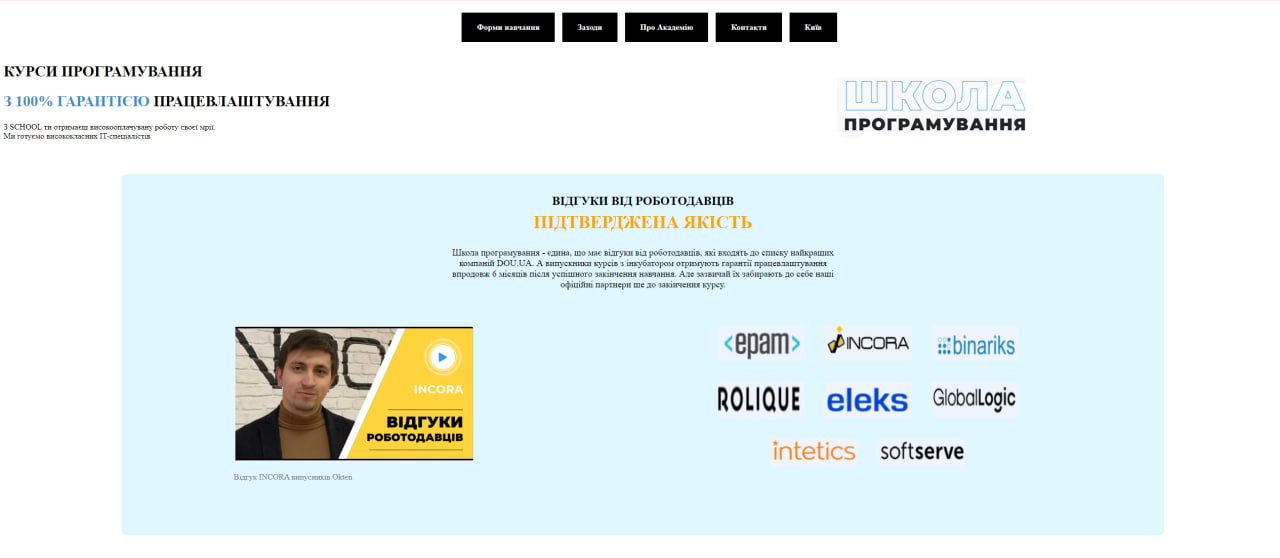 Форми навчання
Заходи
Про Академію
Контакти
Київ
КУРСИ ПРОГРАМУВАННЯ
З 100% ГАРАНТІЄЮ ПРАЦЕВЛАШТУВАННЯ
З SCHOOL ти отримаєш високооплачувану роботу своєї мрії.
Ми готуємо висококласних IT-спеціалістів
ШКОЛА
ПРОГРАМУВАННЯ
ВІДГУКИ ВІД РОБОТОДАВЦІВ
ПІДТВЕРДЖЕНА ЯКІСТЬ
Школа програмування - єдина, що має відгуки від роботодавців, які входять до списку найкращих
компаній DOU.UA. А випускники курсів з інкубатором отримують гарантії працевлаштування
впродовж 6 місяців після успішного закінчення навчання. Але зазвичай їх забирають до себе наші
офіційні партнери ще до закінчення курсу.
INCORA
ВІДГУКИ
РОБОТОДАВЦІВ
Відгук INCORA випусників Okten
<epam>
INCORA
binariks
ROLIQUE
eleks
GlobalLogic
intetics
softserve